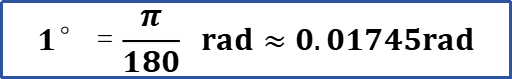 1° = π/180 rad ≈ 0.01745rad